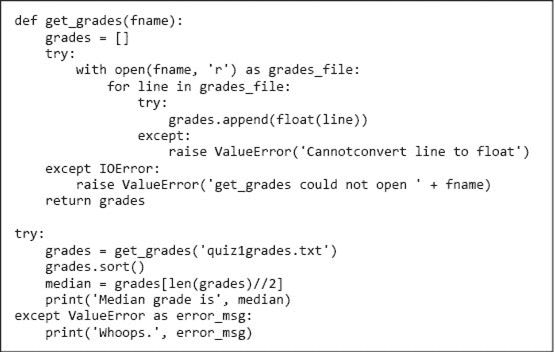 def get_grades(fname):
    grades = []
    try:
        with open(fname, 'r') as grades_file:
            for line in grades_file:
                try:
                    grades.append(float(line))
                except:
                    raise ValueError('Cannotconvert line to float')
    except IOError:
        raise ValueError('get_grades could not open ' + fname)
    return grades

try:
    grades = get_grades('quiz1grades.txt')
    grades.sort()
    median = grades[len(grades)//2]
    print('Median grade is', median)
except ValueError as error_msg:
    print('Whoops.', error_msg)